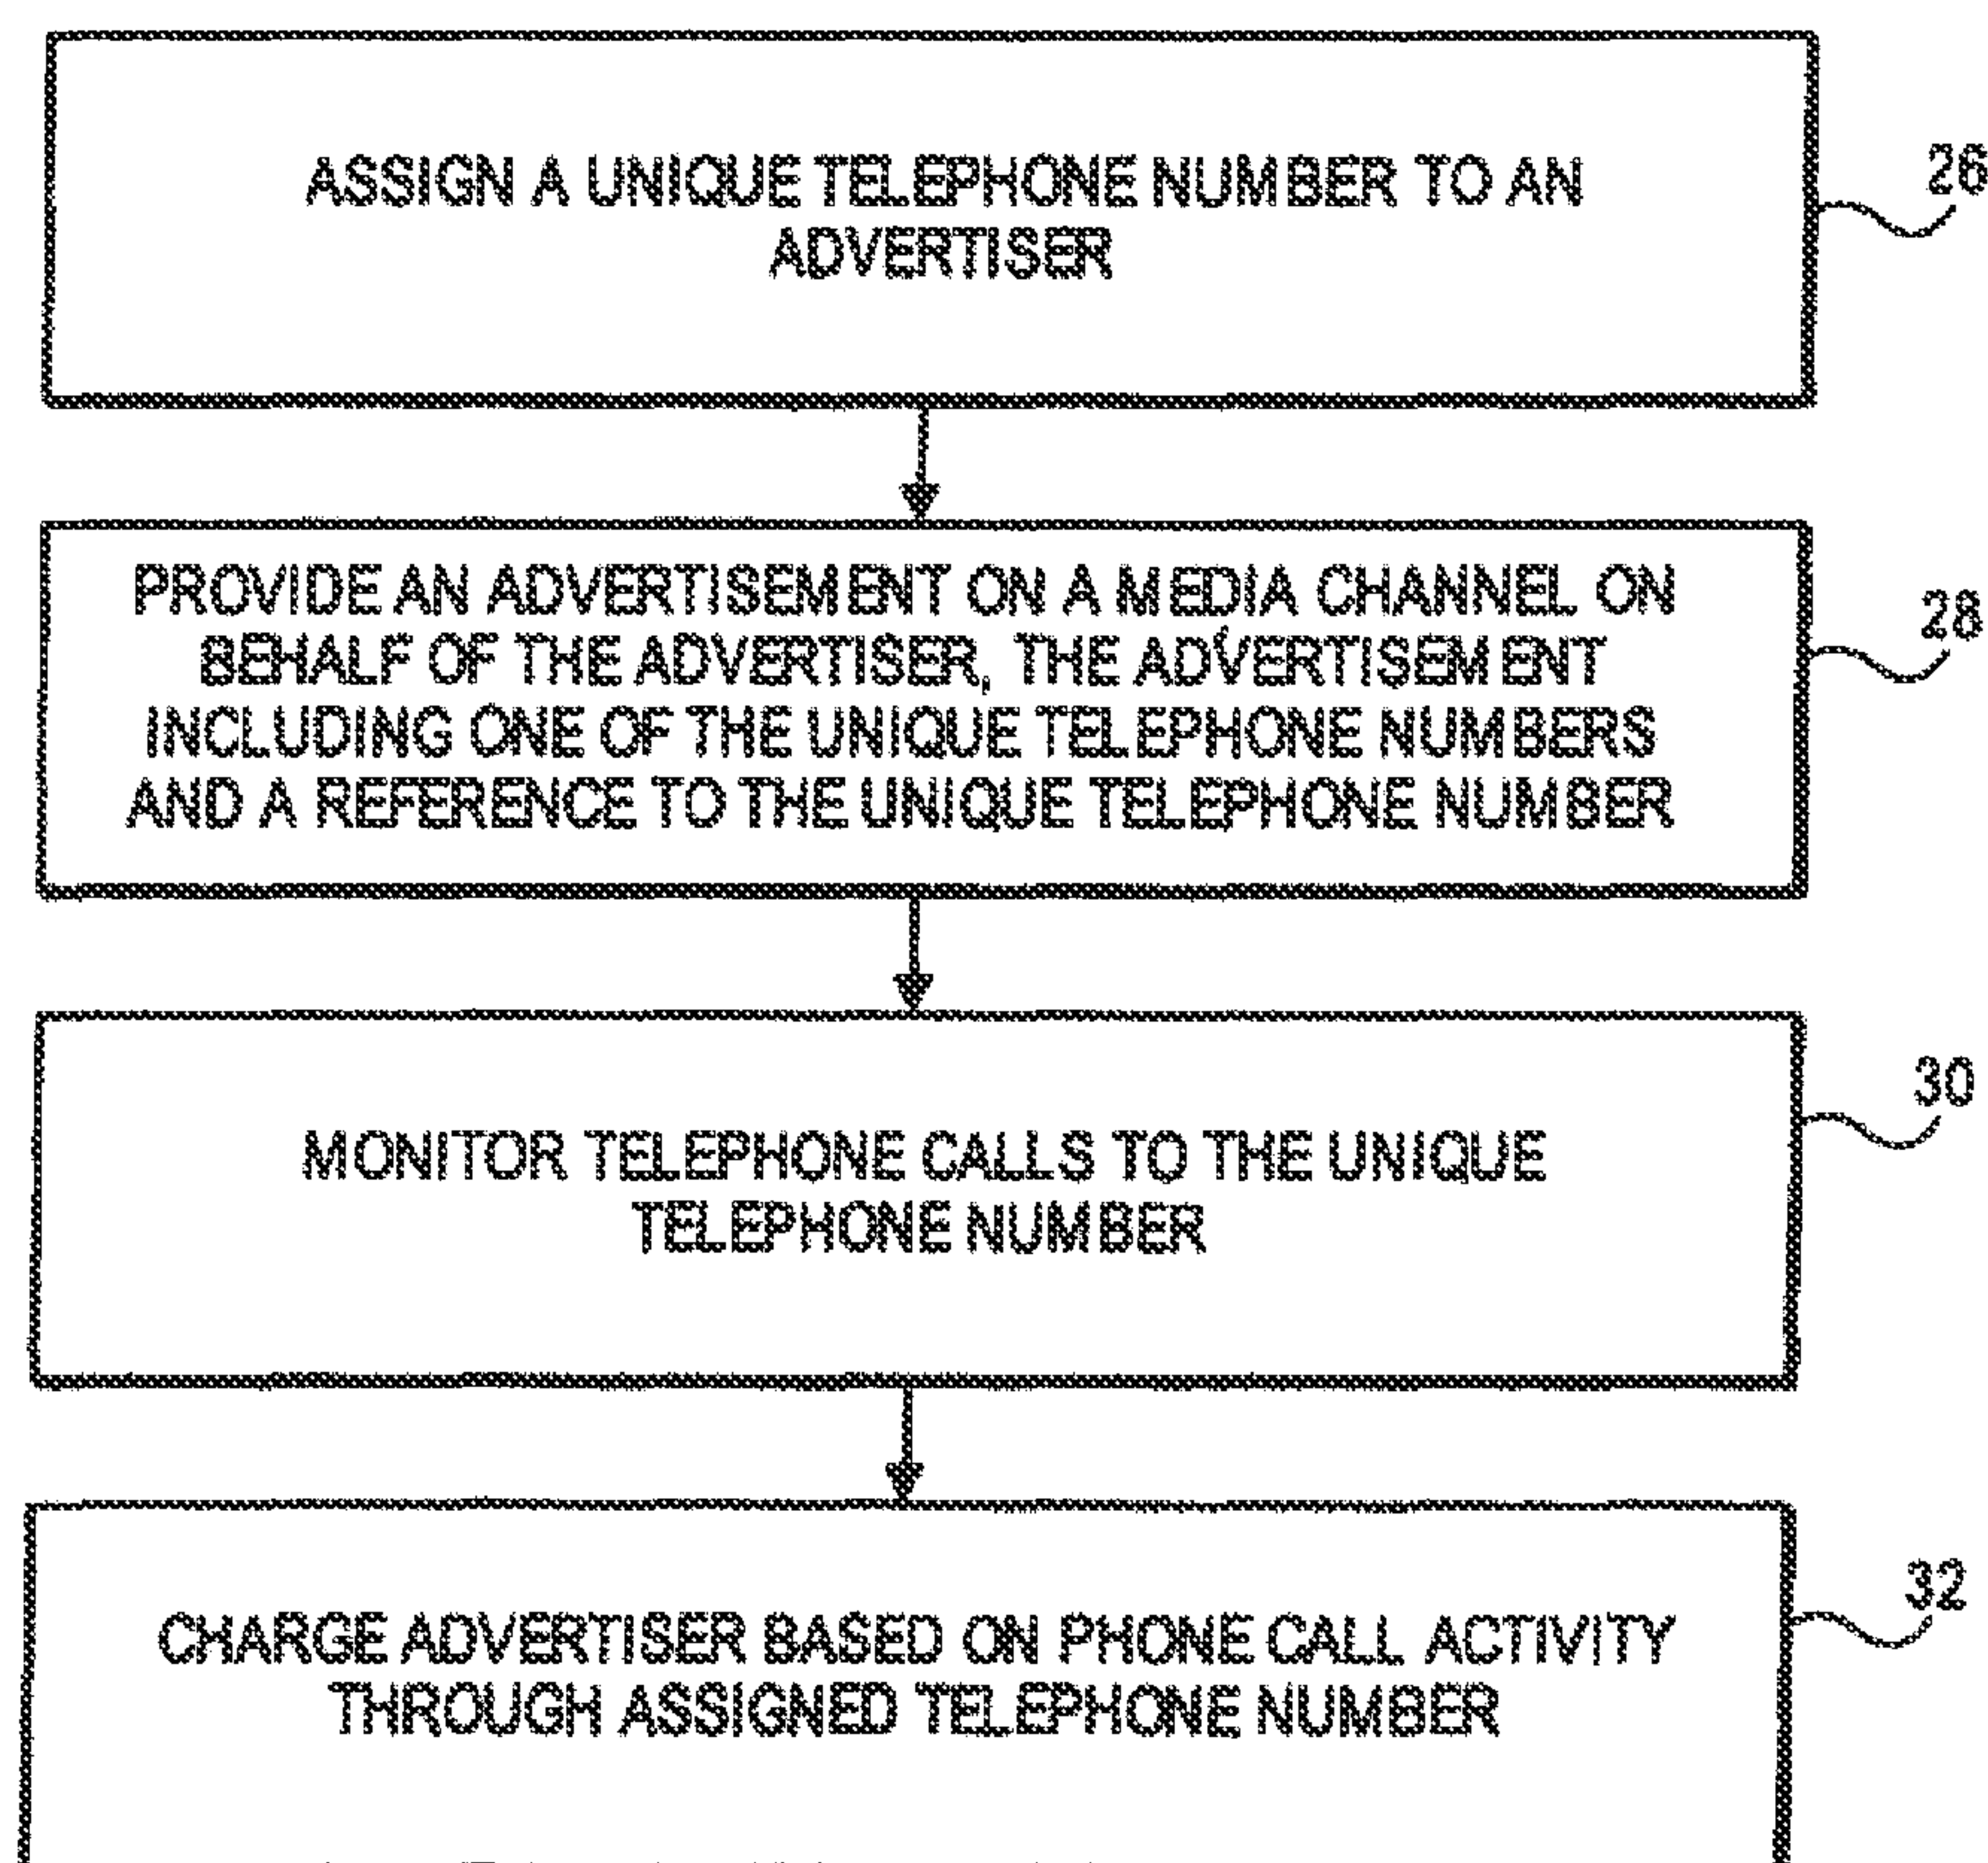 ASSIGN A UNIQUE TELEPHONE NUMBER TO AN
ADVERTISER
26
PROVIDE AN ADVERTISEMENT ON A MEDIA CHANNEL ON
BEHALF OF THE ADVERTISER, THE ADVERTISEMENT
INCLUDING ONE OF THE UNIQUE TELEPHONE NUMBERS
AND A REFERENCE TO THE UNIQUE TELEPHONE NUMBER
28
MONITOR TELEPHONE CALLS TO THE UNIQUE
TELEPHONE NUMBER
30
CHARGE ADVERTISER BASED ON PHONE CALL ACTIVITY
THROUGH ASSIGNED TELEPHONE NUMBER
32